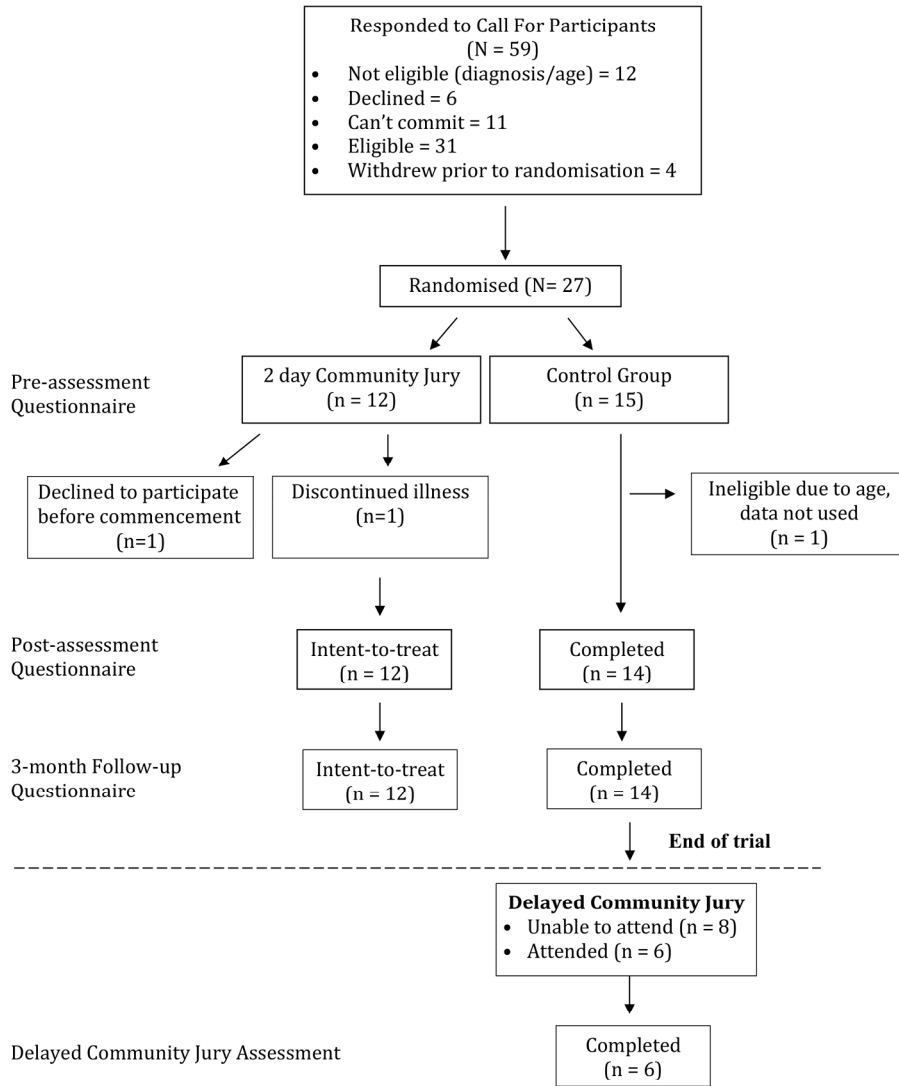 Responded to Call For Participants
(N = 59)
• Not eligible (diagnosis/age) = 12
• Declined = 6
• Can't commit = 11
• Eligible = 31
• Withdrew prior to randomisation = 4
Randomised (N= 27)
Pre-assessment
Questionnaire
2 day Community Jury
(n = 12)
Control Group
(n = 15)
Declined to participate
before commencement
(n=1)
Discontinued illness
(n=1)
Ineligible due to age,
data not used
(n = 1)
Post-assessment
Questionnaire
Intent-to-treat
(n = 12)
Completed
(n = 14)
3-month Follow-up
Questionnaire
Intent-to-treat
(n = 12)
Completed
(n = 14)
End of trial
Delayed Community Jury
• Unable to attend (n = 8)
• Attended (n = 6)
Delayed Community Jury Assessment
Completed
(n = 6)